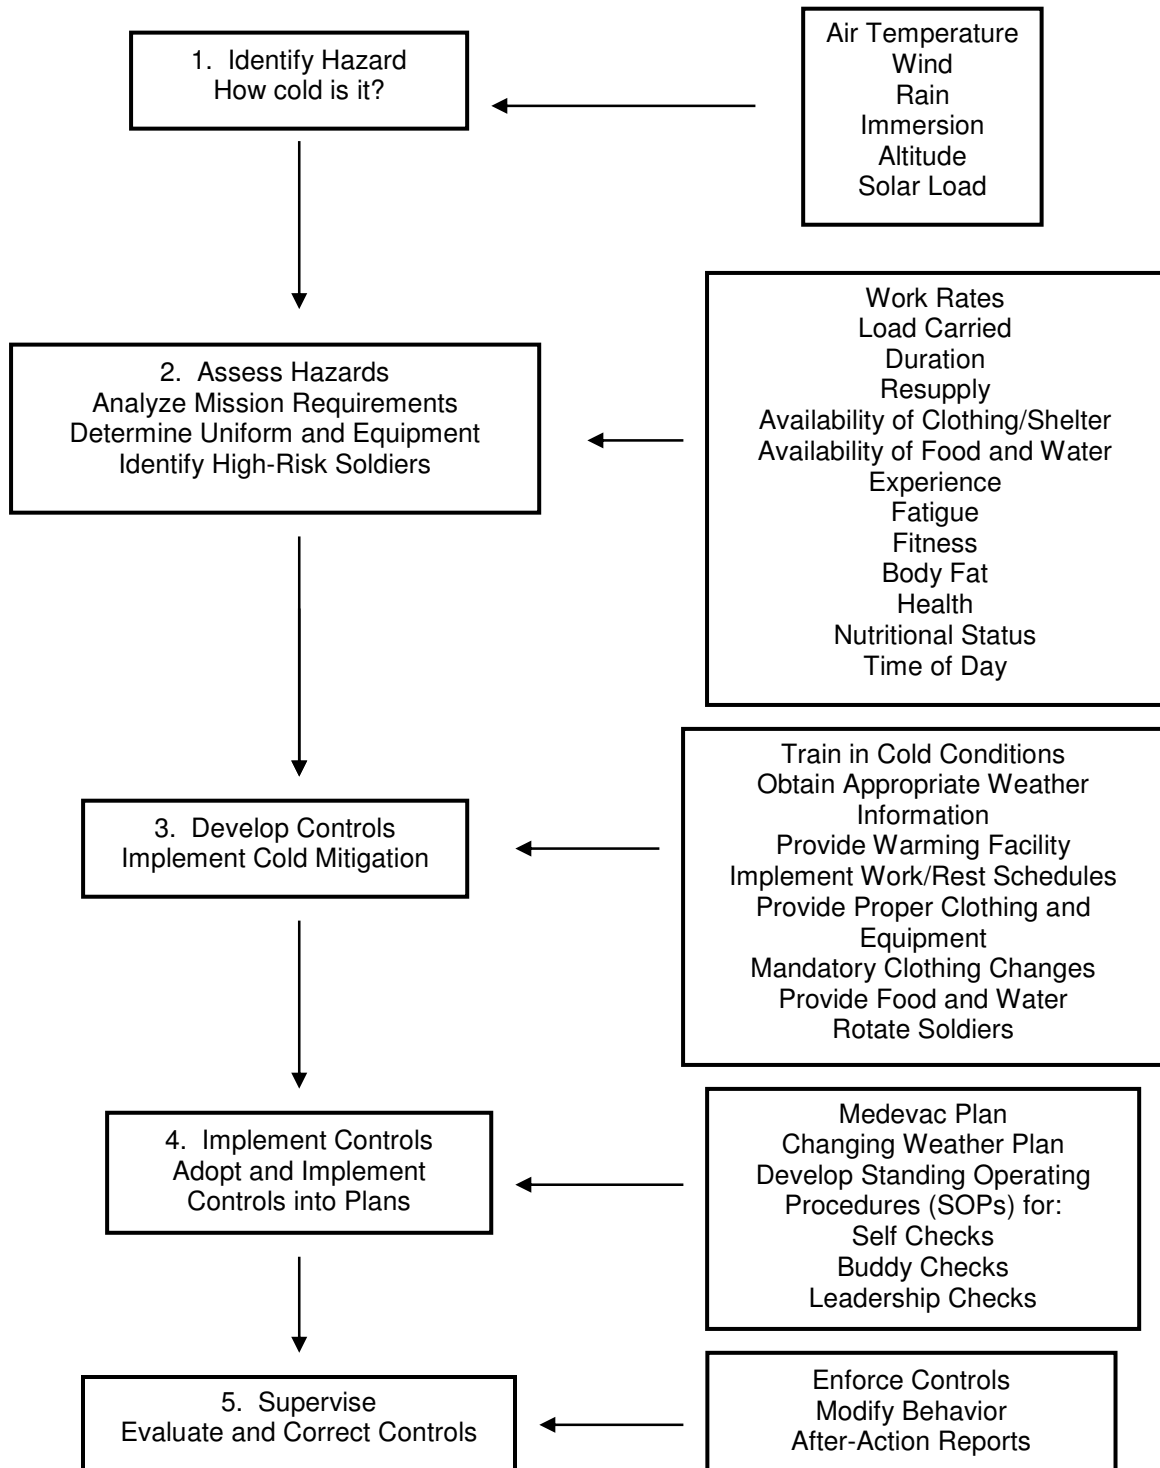 1. Identify Hazard
How cold is it?
Air Temperature
Wind
Rain
Immersion
Altitude
Solar Load
2. Assess Hazards
Analyze Mission Requirements
Determine Uniform and Equipment
Identify High-Risk Soldiers
Work Rates
Load Carried
Duration
Resupply
Availability of Clothing/Shelter
Availability of Food and Water
Experience
Fatigue
Fitness
Body Fat
Health
Nutritional Status
Time of Day
3. Develop Controls
Implement Cold Mitigation
Train in Cold Conditions
Obtain Appropriate Weather
Information
Provide Warming Facility
Implement Work/Rest Schedules
Provide Proper Clothing and
Equipment
Mandatory Clothing Changes
Provide Food and Water
Rotate Soldiers
4. Implement Controls
Adopt and Implement
Controls into Plans
Medevac Plan
Changing Weather Plan
Develop Standing Operating
Procedures (SOPs) for:
Self Checks
Buddy Checks
Leadership Checks
5. Supervise
Evaluate and Correct Controls
Enforce Controls
Modify Behavior
After-Action Reports